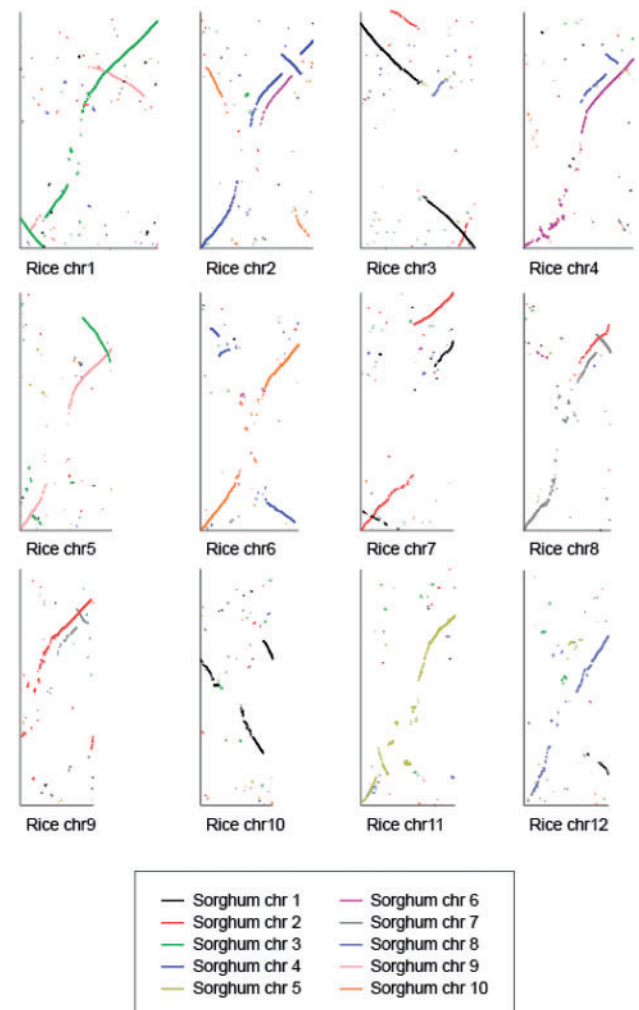 Rice chr1 Rice chr2 Rice chr3 Rice chr4
Rice chr5 Rice chr6 Rice chr7 Rice chr8
Rice chr9 Rice chr10 Rice chr11 Rice chr12
Sorghum chr 1
Sorghum chr 2
Sorghum chr 3
Sorghum chr 4
Sorghum chr 5
Sorghum chr 6
Sorghum chr 7
Sorghum chr 8
Sorghum chr 9
Sorghum chr 10